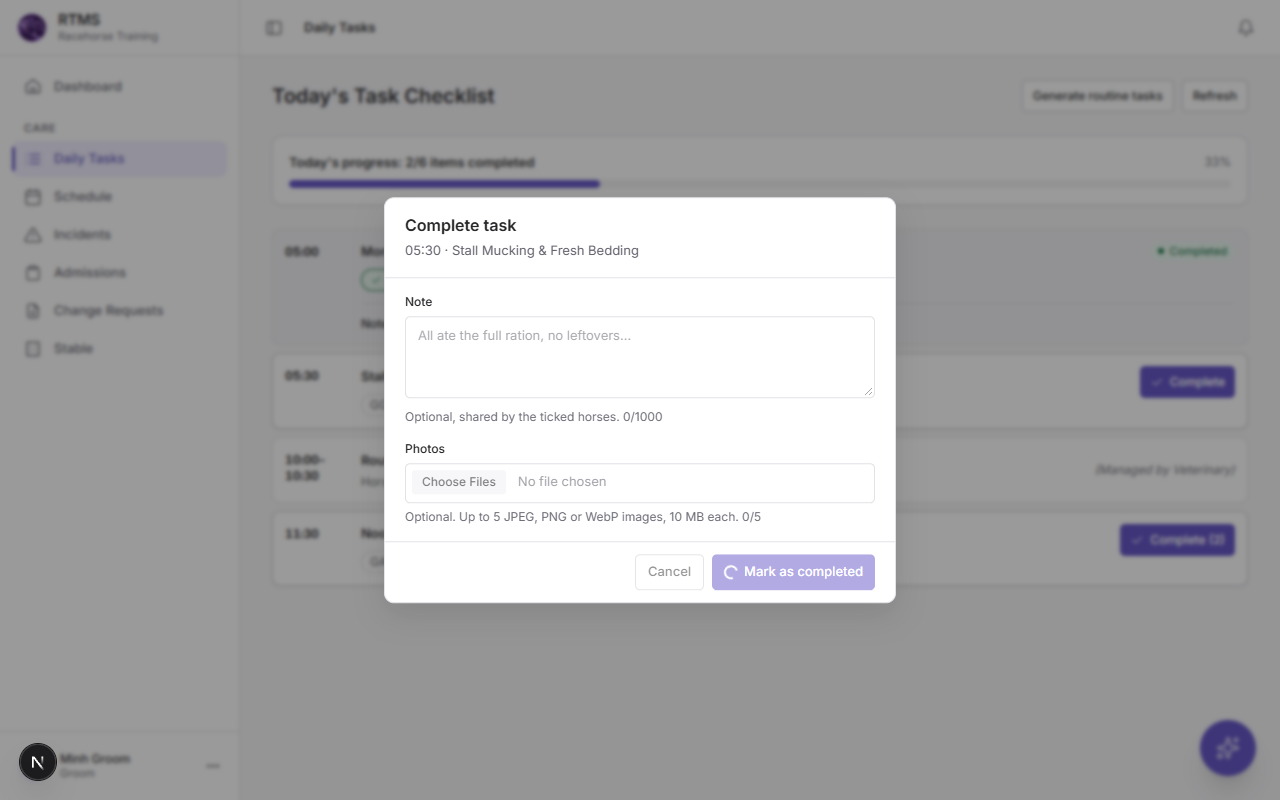 RTMS
Racehorse Training
Daily Tasks
Dashboard
Today's Task Checklist
Generate routine tasks
Refresh
CARE
Daily Tasks
Today's progress: 2/6 items completed
33%
Schedule
Incidents
Admissions
Change Requests
Stable
Complete task
05:30 · Stall Mucking & Fresh Bedding
05:00
Completed
Note
All ate the full ration, no leftovers...
Optional, shared by the ticked horses. 0/1000
05:30
Complete
Photos
Choose Files
No file chosen
Optional. Up to 5 JPEG, PNG or WebP images, 10 MB each. 0/5
10:00–
10:30
(Managed by Veterinary)
11:30
Complete (2)
Cancel
Mark as completed
N
Minh Groom
Groom